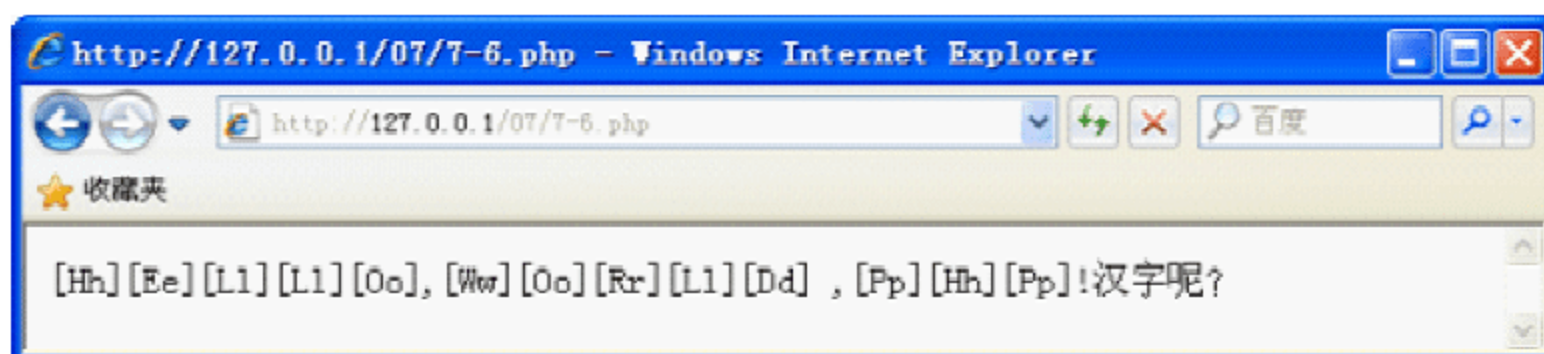 http://127.0.0.1/07/7-6.php - Windows Internet Explorer
http://127.0.0.1/07/7-6.php 百度
收藏夹
[Hh][Ee][Ll][Ll][Oo],[Ww][Oo][Rr][Ll][Dd] ,[Pp][Hh][Pp]!汉字呢?